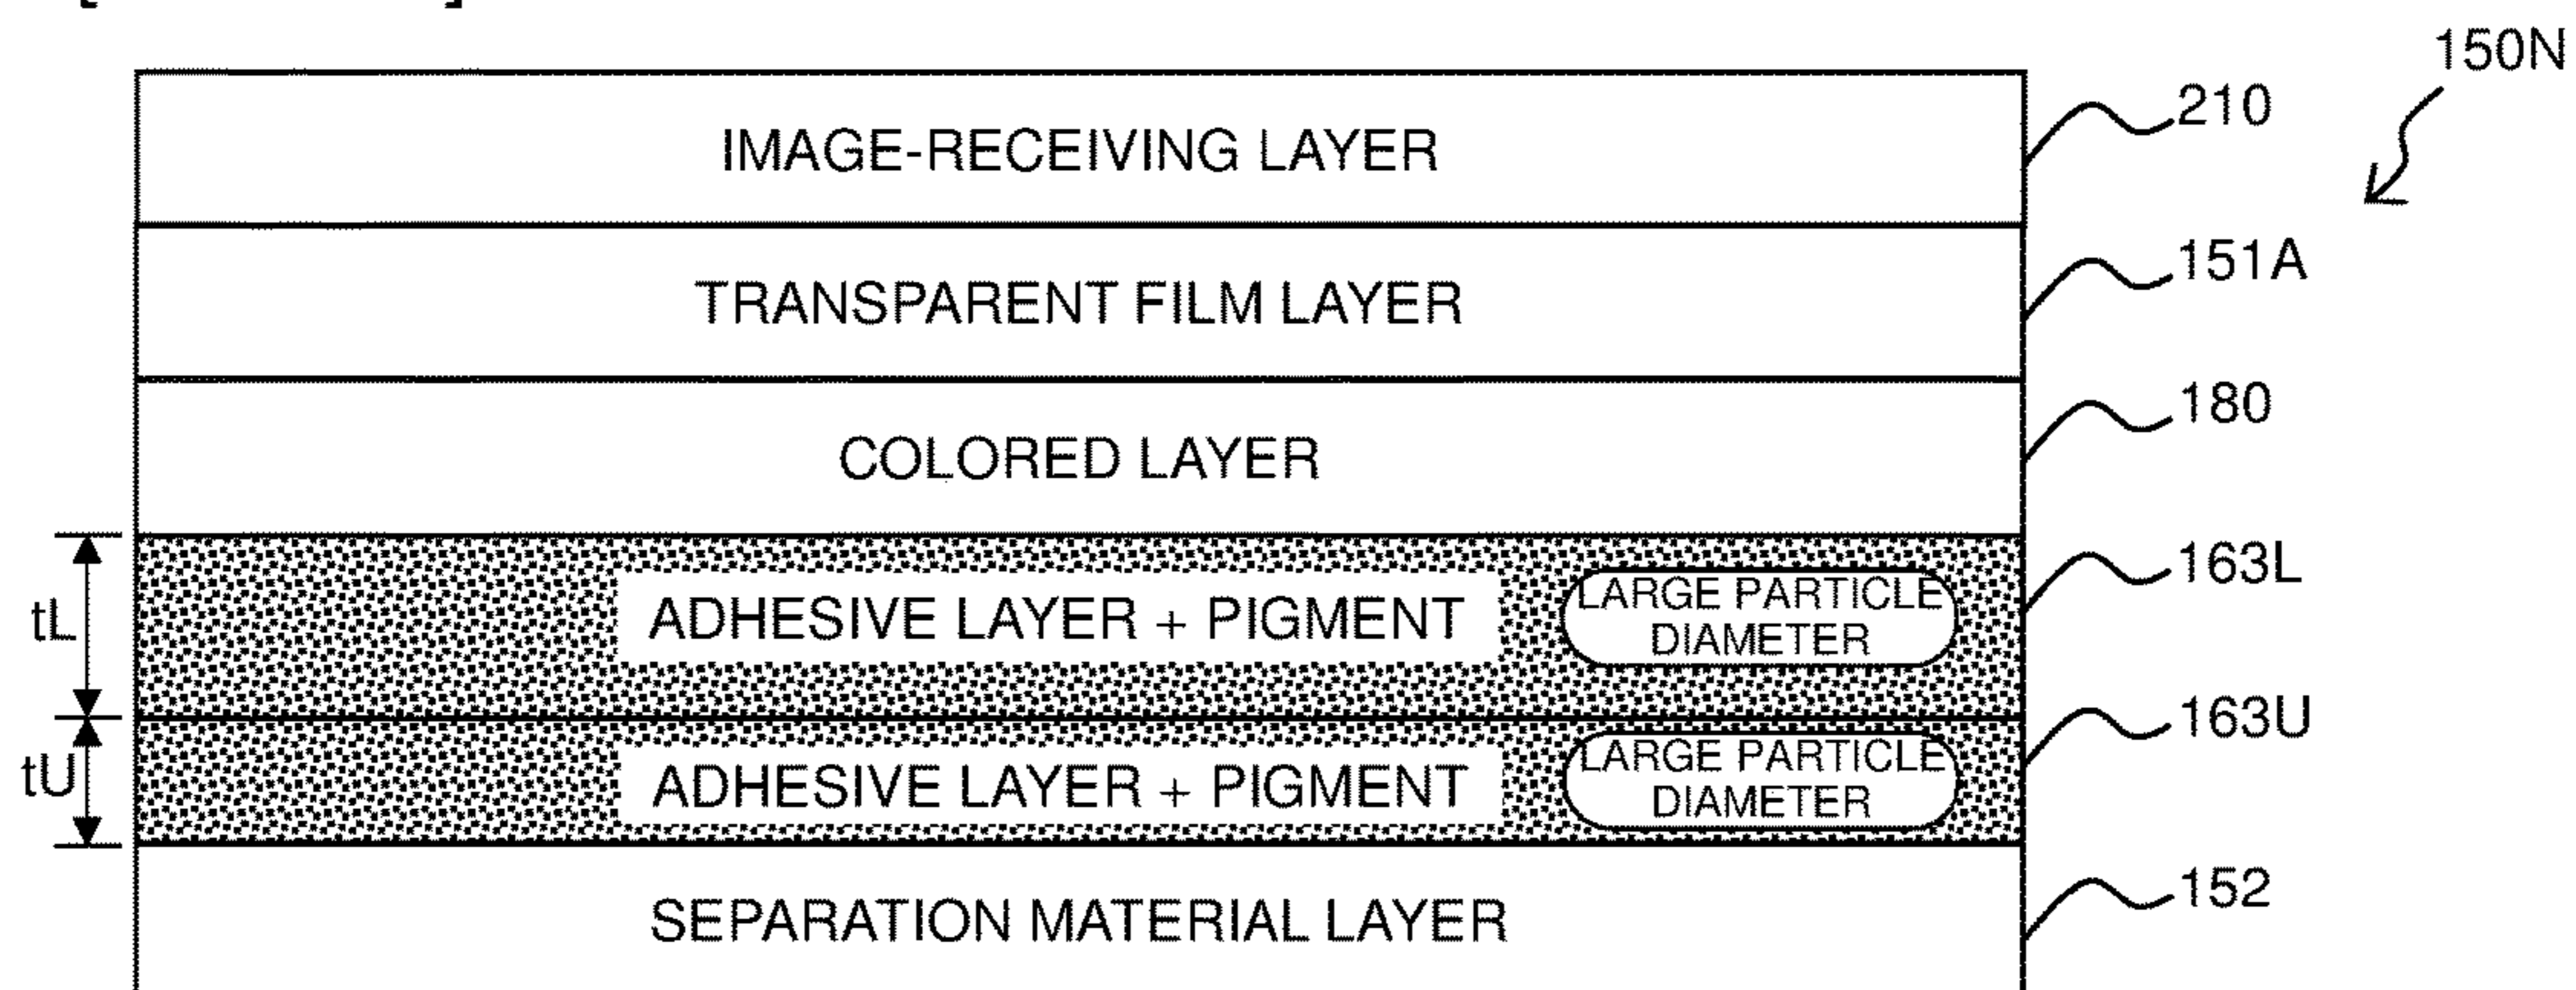 150N
IMAGE-RECEIVING LAYER
210
TRANSPARENT FILM LAYER
151A
COLORED LAYER
180
tL
ADHESIVE LAYER + PIGMENT
LARGE PARTICLE
DIAMETER
163L
tU
ADHESIVE LAYER + PIGMENT
LARGE PARTICLE
DIAMETER
163U
SEPARATION MATERIAL LAYER
152